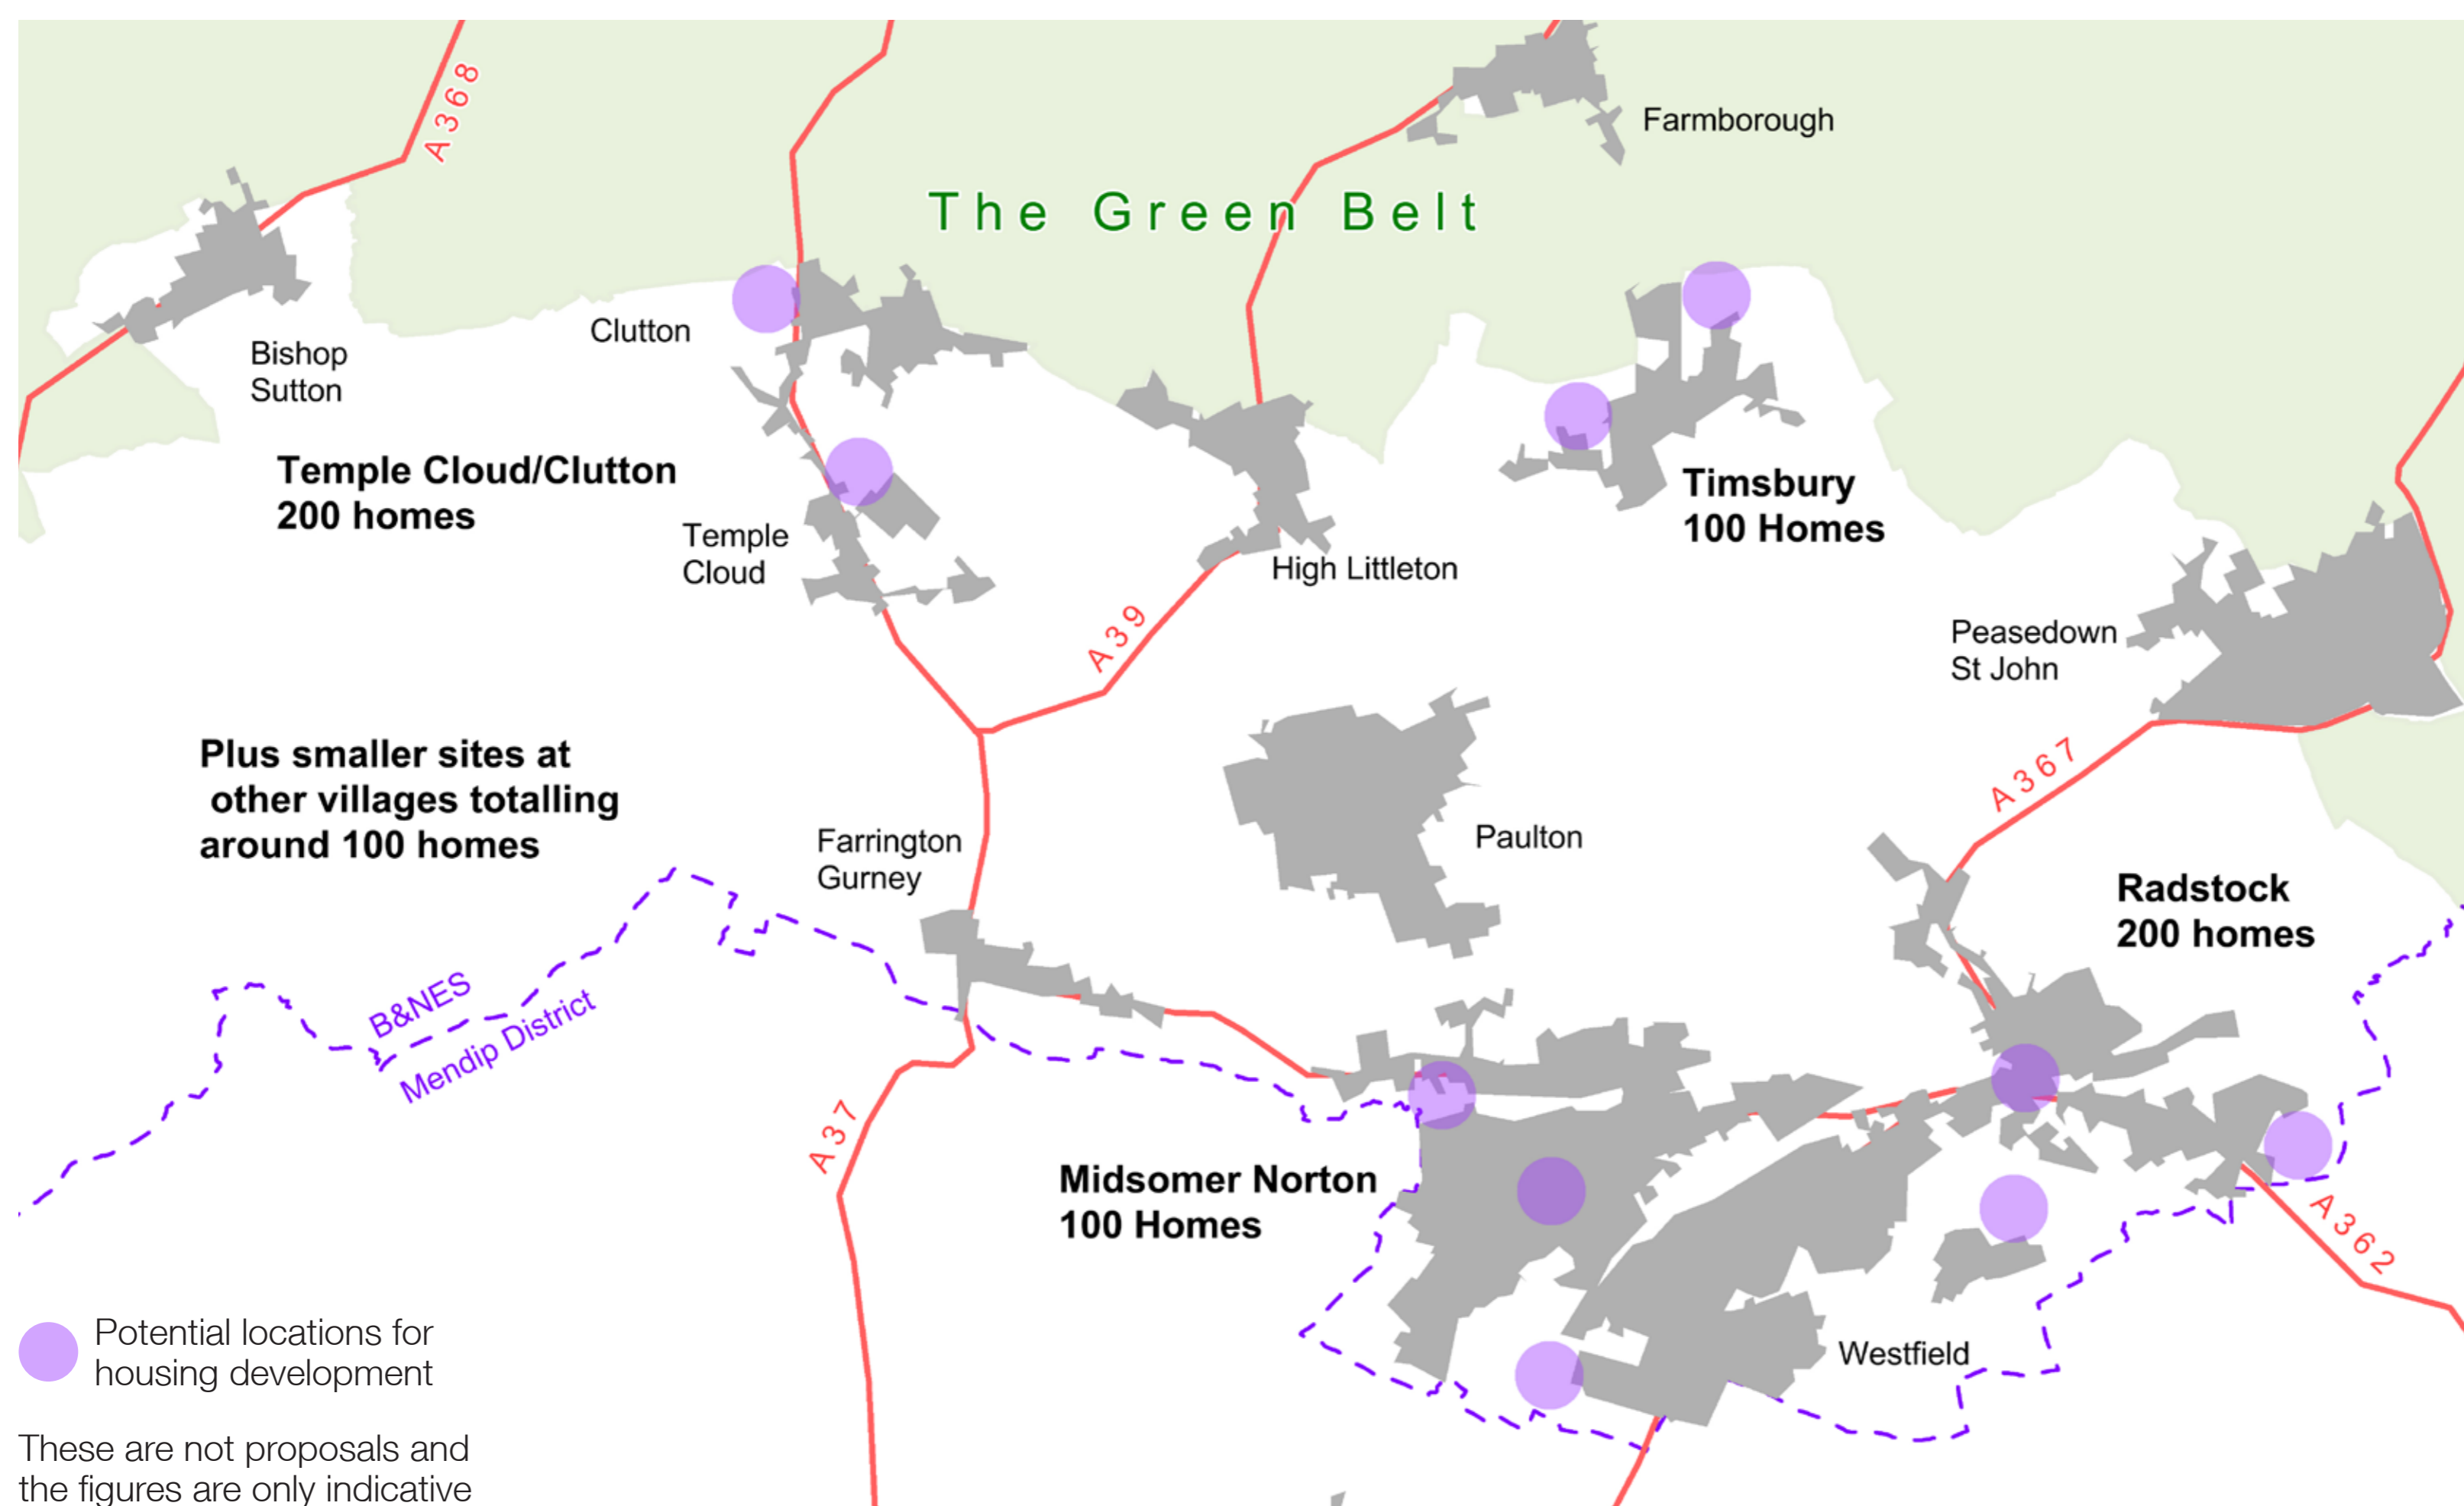 A368
Farmborough
The Green Belt
Clutton
Bishop
Sutton
Temple Cloud/Clutton
200 homes
Timsbury
100 Homes
Temple
Cloud
High Littleton
A39
Peasedown
St John
Plus smaller sites at
other villages totalling
around 100 homes
A367
Farrington
Gurney
Paulton
Radstock
200 homes
B&NES
Mendip District
A37
Midsomer Norton
100 Homes
A362
Westfield
Potential locations for
housing development
These are not proposals and
the figures are only indicative